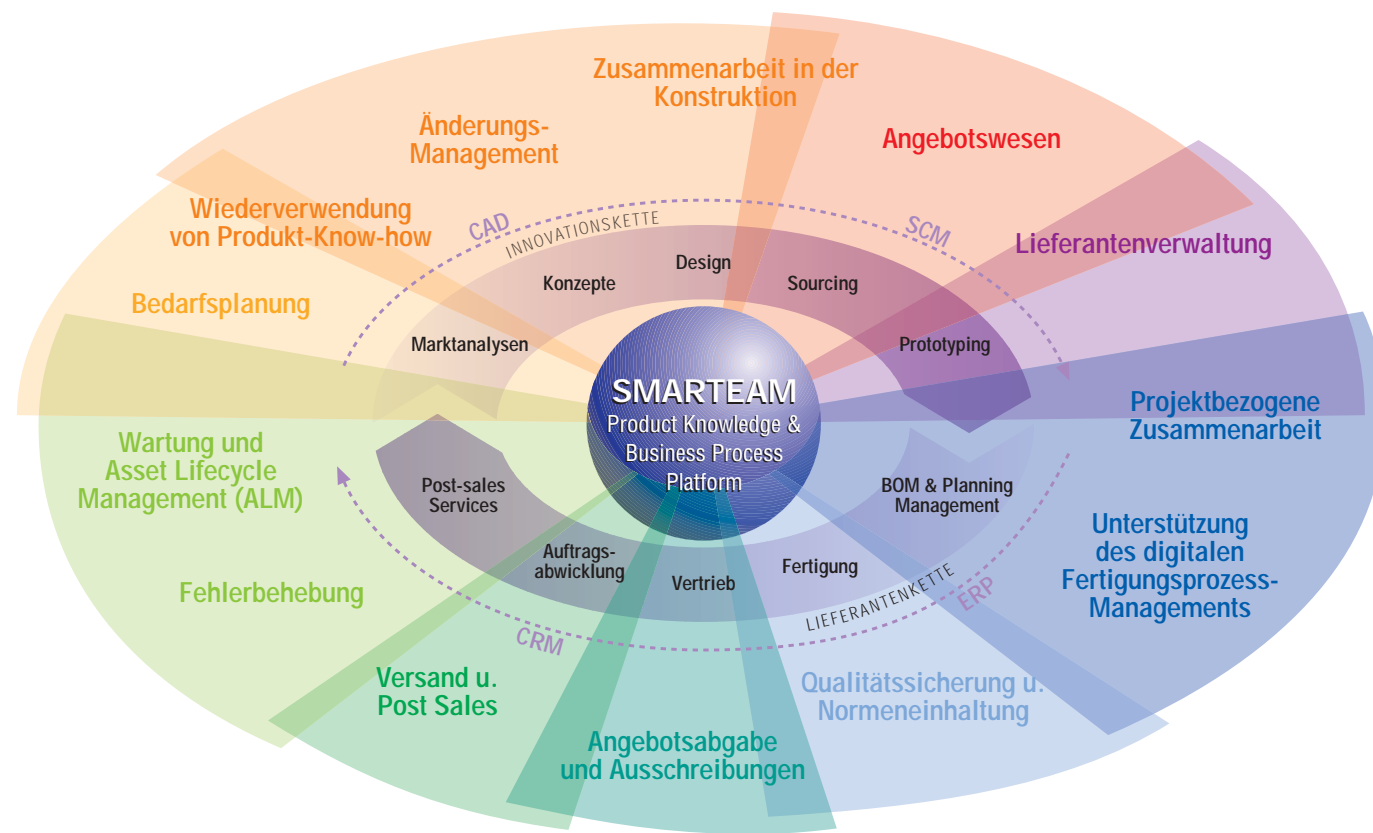 Zusammenarbeit in der
Konstruktion
Änderungs-
Management
Angebotswesen
Wiederverwendung
von Produkt-Know-how
CAD
INNOVATIONSKETTE
SCM
Lieferantenverwaltung
Bedarfsplanung
Konzepte
Design
Sourcing
Marktanalysen
Prototyping
SMARTEAM
Product Knowledge &
Business Process
Platform
Projektbezogene
Zusammenarbeit
Wartung und
Asset Lifecycle
Management (ALM)
Post-sales
Services
BOM & Planning
Management
Unterstützung
des digitalen
Fertigungsprozess-
Managements
Auftrags-
abwicklung
Vertrieb
Fertigung
Fehlerbehebung
LIEFERANTENKETTE
ERP
CRM
Versand u.
Post Sales
Qualitätssicherung u.
Normeneinhaltung
Angebotsabgabe
und Ausschreibungen